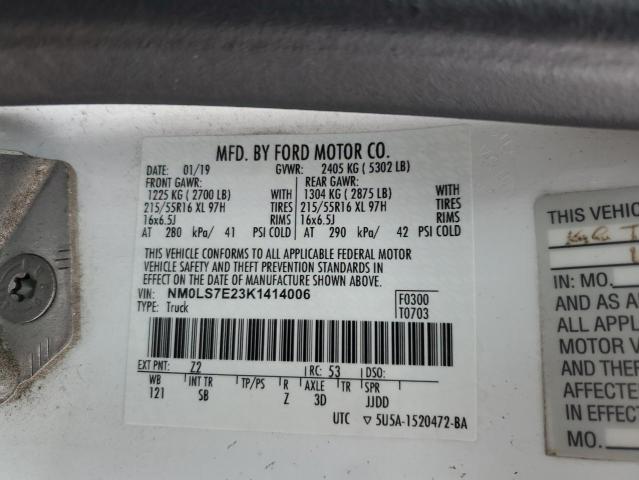 MFD. BY FORD MOTOR CO.
DATE: 01/19 GVWR: 2405 KG ( 5302 LB)
FRONT GAWR: REAR GAWR:
1225 KG ( 2700 LB) WITH 1304 KG ( 2875 LB) WITH
215/55R16 XL 97H TIRES 215/55R16 XL 97H TIRES
16x6.5J RIMS 16x6.5J RIMS
AT 280 kPa/ 41 PSI COLD AT 290 kPa/ 42 PSI COLD
THIS VEHICLE CONFORMS TO ALL APPLICABLE FEDERAL MOTOR
VEHICLE SAFETY AND THEFT PREVENTION STANDARDS IN
EFFECT ON THE DATE OF MANUFACTURE SHOWN ABOVE.
VIN: NM0LS7E23K1414006 F0300
TYPE: Truck T0703
EXT PNT: Z2 RC: 53 DSO:
WB INT TR TP/PS R AXLE TR SPR
121 SB Z 3D JJDD
UTC ▽ 5U5A-1520472-BA
THIS VEHIC
IN: MO.
AND AS A
ALL APPL
MOTOR V
AND THEF
AFFECTED
IN EFFECT
MO.